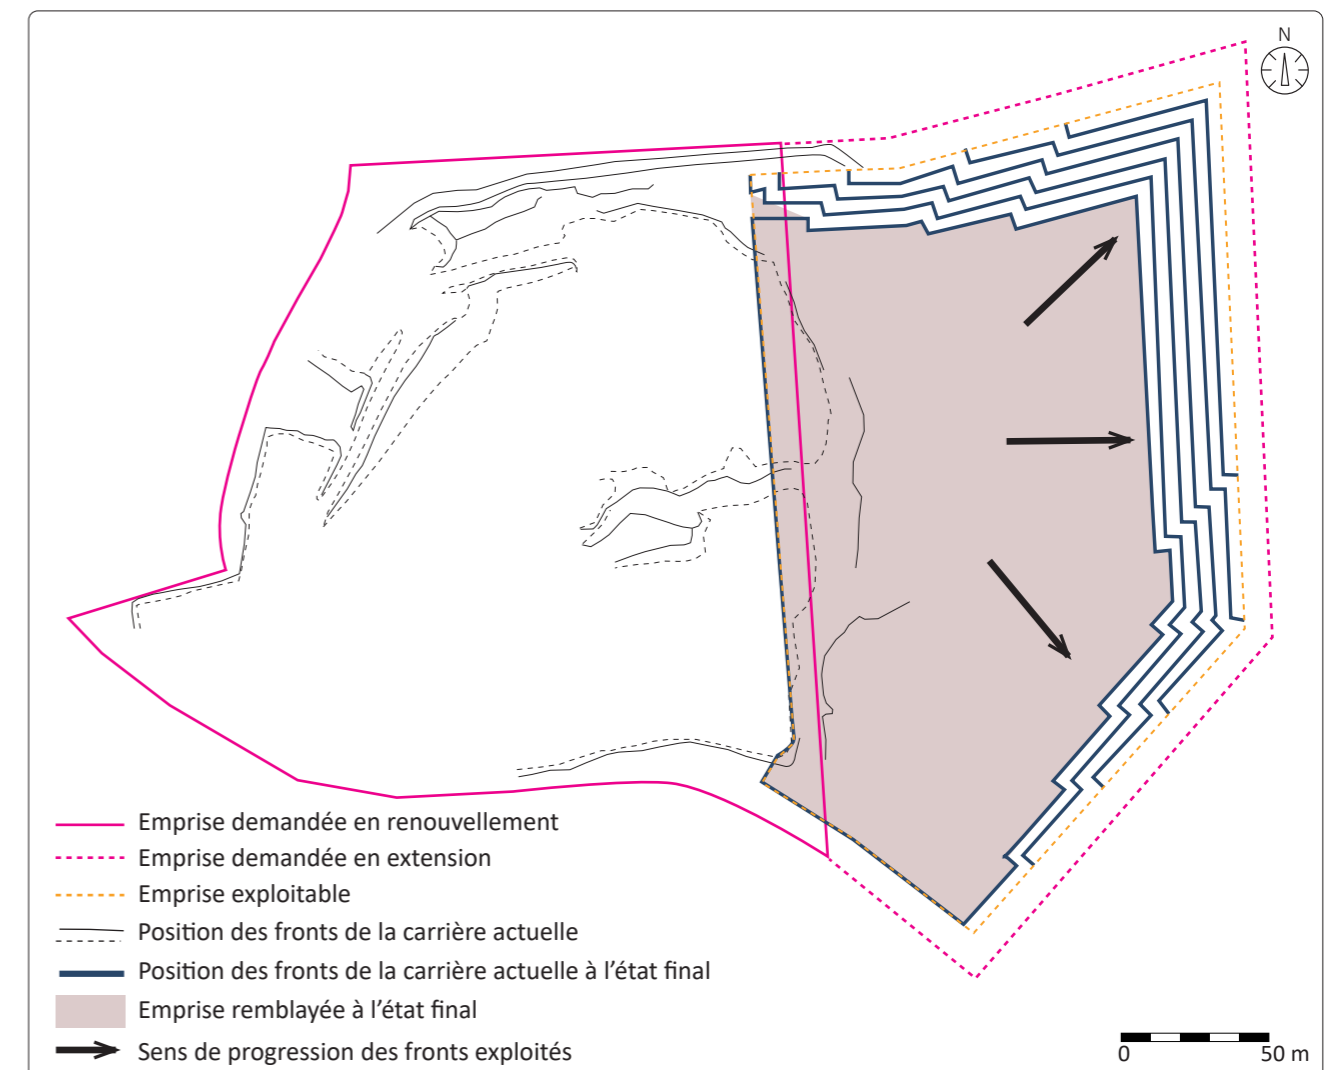 N
Emprise demandée en renouvellement
Emprise demandée en extension
Emprise exploitable
Position des fronts de la carrière actuelle
Position des fronts de la carrière actuelle à l’état final
Emprise remblayée à l’état final
Sens de progression des fronts exploités
0 50 m